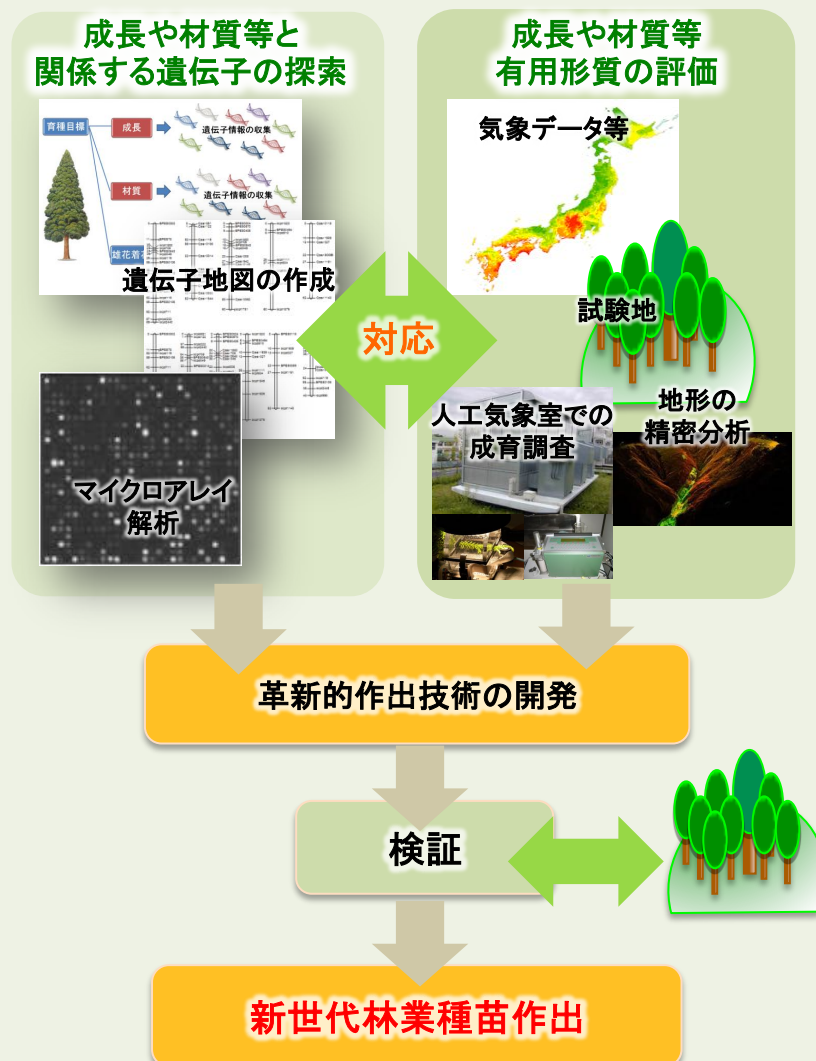 成長や材質等と
関係する遺伝子の探索
育種目標
成長
遺伝子情報の収集
材質
遺伝子情報の収集
雄花着
遺伝子地図の作成
マイクロアレイ
解析
対応
成長や材質等
有用形質の評価
気象データ等
試験地
人工気象室での
成育調査
地形の
精密分析
革新的作出技術の開発
検証
新世代林業種苗作出